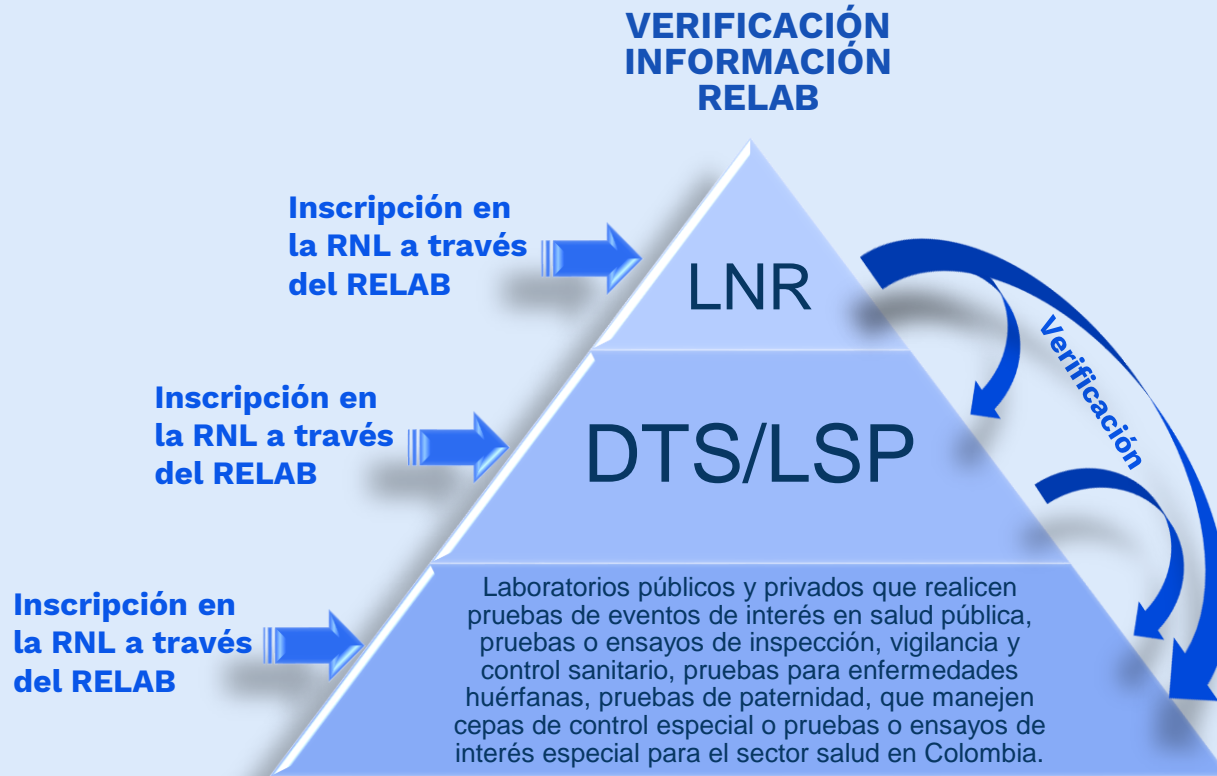 VERIFICACIÓN
INFORMACIÓN
RELAB
Inscripción en
la RNL a través
del RELAB
LNR
Verificación
Inscripción en
la RNL a través
del RELAB
DTS/LSP
Inscripción en
la RNL a través
del RELAB
Laboratorios públicos y privados que realicen
pruebas de eventos de interés en salud pública,
pruebas o ensayos de inspección, vigilancia y
control sanitario, pruebas para enfermedades
huérfanas, pruebas de paternidad, que manejen
cepas de control especial o pruebas o ensayos de
interés especial para el sector salud en Colombia.